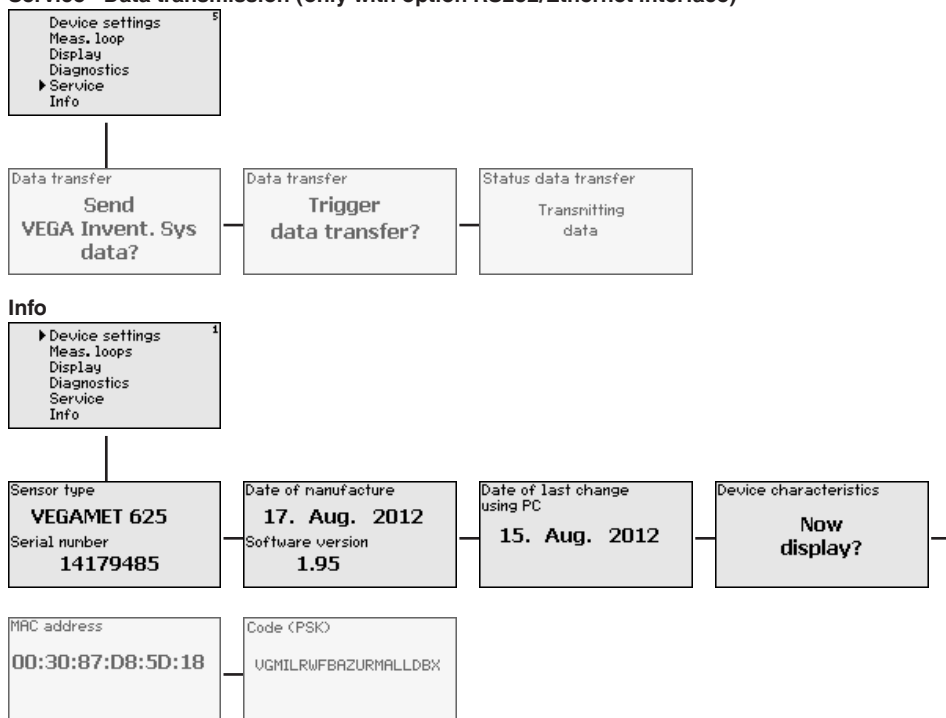 Service - Data transmission (only with option RS232/Ethernet interface)
5
Device settings
Meas. loop
Display
Diagnostics
Service
Info
Data transfer
Send
VEGA Invent. Sys
data?
Data transfer
Trigger
data transfer?
Status data transfer
Transmitting
data
Info
1
Device settings
Meas. loops
Display
Diagnostics
Service
Info
Sensor type
VEGAMET 625
Serial number
14179485
Date of manufacture
17. Aug. 2012
Software version
1.95
Date of last change
using PC
15. Aug. 2012
Device characteristics
Now
display?
MAC address
00:30:87:D8:5D:18
Code (PSK)
VGMILRWFBAZURMALLDBX